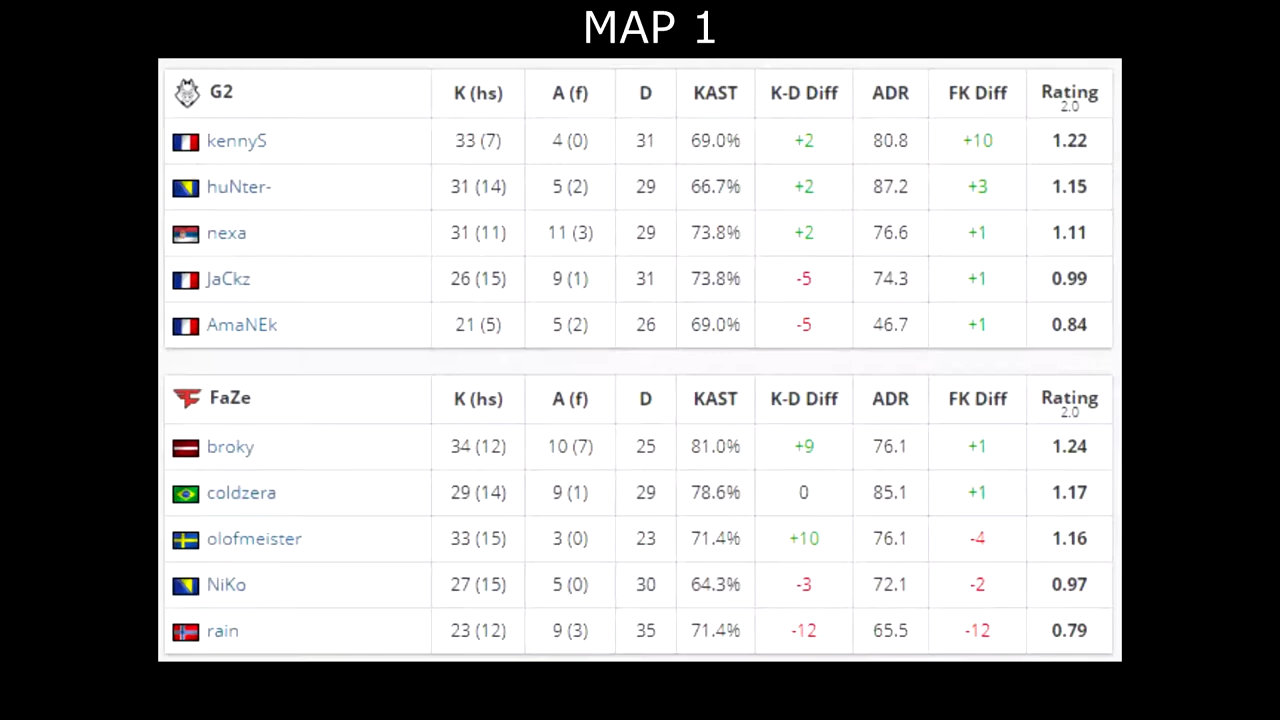 MAP 1
G2 K (hs) A (f) D KAST K-D Diff ADR FK Diff Rating 2.0
kennyS 33 (7) 4 (0) 31 69.0% +2 80.8 +10 1.22
huNter- 31 (14) 5 (2) 29 66.7% +2 87.2 +3 1.15
nexa 31 (11) 11 (3) 29 73.8% +2 76.6 +1 1.11
JaCkz 26 (15) 9 (1) 31 73.8% -5 74.3 +1 0.99
AmaNEk 21 (5) 5 (2) 26 69.0% -5 46.7 +1 0.84
FaZe K (hs) A (f) D KAST K-D Diff ADR FK Diff Rating 2.0
broky 34 (12) 10 (7) 25 81.0% +9 76.1 +1 1.24
coldzera 29 (14) 9 (1) 29 78.6% 0 85.1 +1 1.17
olofmeister 33 (15) 3 (0) 23 71.4% +10 76.1 -4 1.16
NiKo 27 (15) 5 (0) 30 64.3% -3 72.1 -2 0.97
rain 23 (12) 9 (3) 35 71.4% -12 65.5 -12 0.79